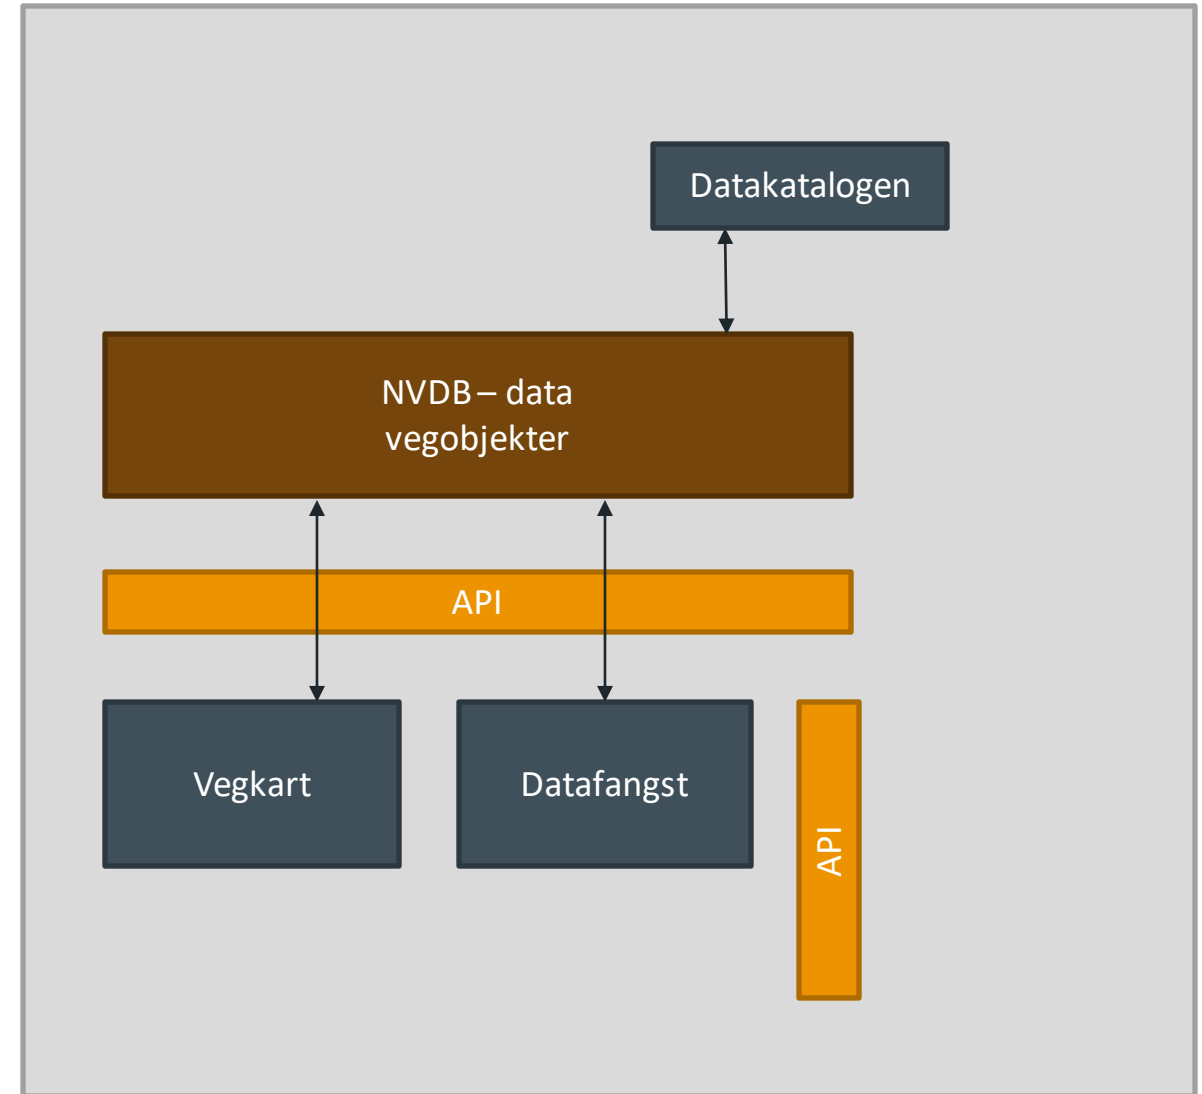 Datakatalogen
NVDB – data
vegobjekter
API
Vegkart
Datafangst
API